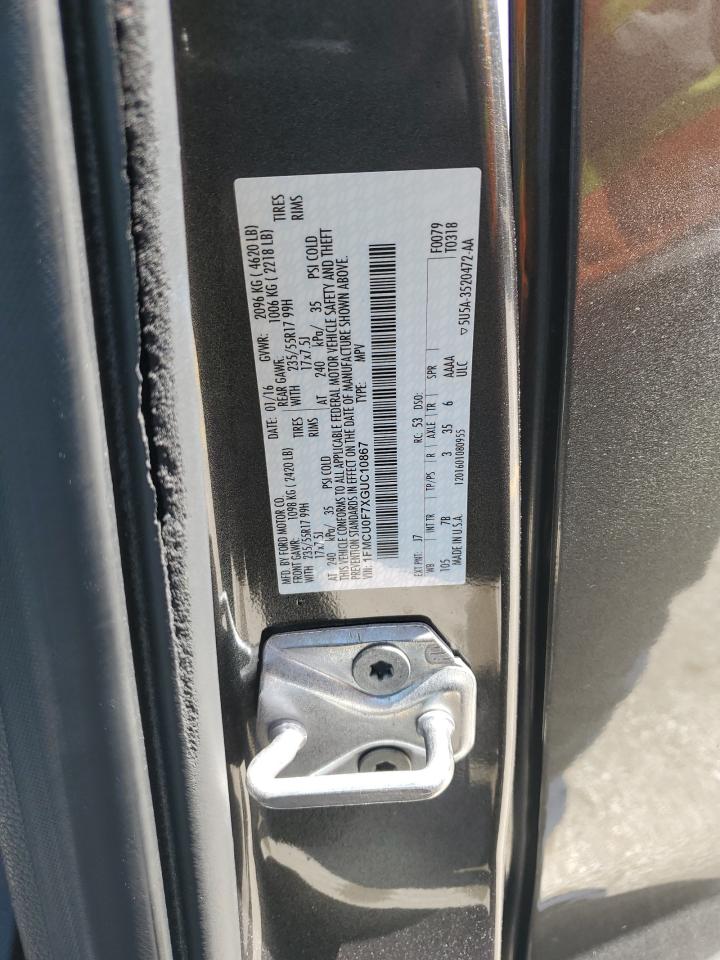 MFD. BY FORD MOTOR CO. DATE: 01/16 GVWR: 2096 KG ( 4620 LB)
FRONT GAWR: 1098 KG ( 2420 LB) REAR GAWR: 1006 KG ( 2218 LB)
WITH 235/55R17 99H TIRES WITH 235/55R17 99H TIRES
17x7.5J RIMS 17x7.5J RIMS
AT 240 kPa/ 35 PSI COLD AT 240 kPa/ 35 PSI COLD
THIS VEHICLE CONFORMS TO ALL APPLICABLE FEDERAL MOTOR VEHICLE SAFETY AND THEFT
PREVENTION STANDARDS IN EFFECT ON THE DATE OF MANUFACTURE SHOWN ABOVE.
VIN: 1FMCU0F7XGUC10867 TYPE: MPV
EXT PNT: J7 RC: 53 DSO: F0079
WB INT TR TP/PS R AXLE TR SPR T0318
105 7B 3 35 6 AAAA
MADE IN U.S.A. ULC ▽ 5U5A-3520472-AA
1201601080955